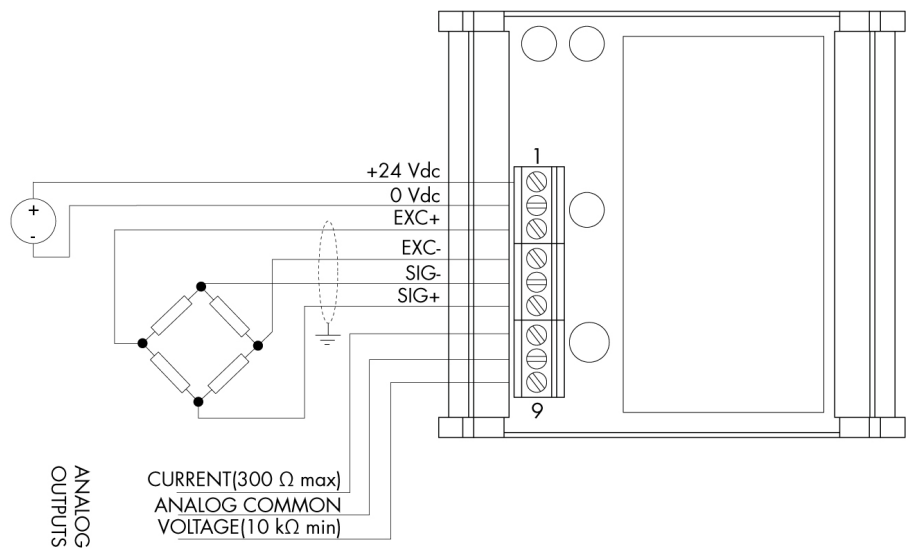 1
+24 Vdc
0 Vdc
EXC+
EXC-
SIG-
SIG+
+
-
9
CURRENT(300 Ω max)
ANALOG COMMON
VOLTAGE(10 kΩ min)
ANALOG
OUTPUTS